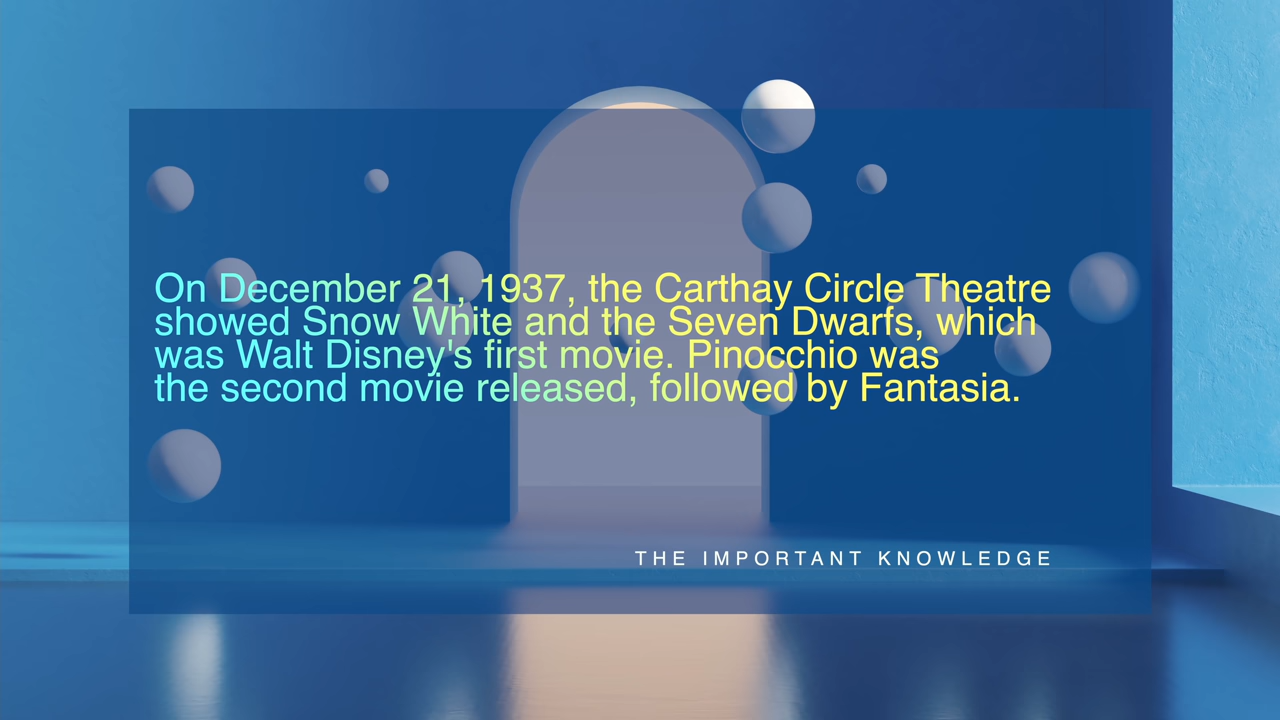 On December 21, 1937, the Carthay Circle Theatre
showed Snow White and the Seven Dwarfs, which
was Walt Disney's first movie. Pinocchio was
the second movie released, followed by Fantasia.
THE IMPORTANT KNOWLEDGE